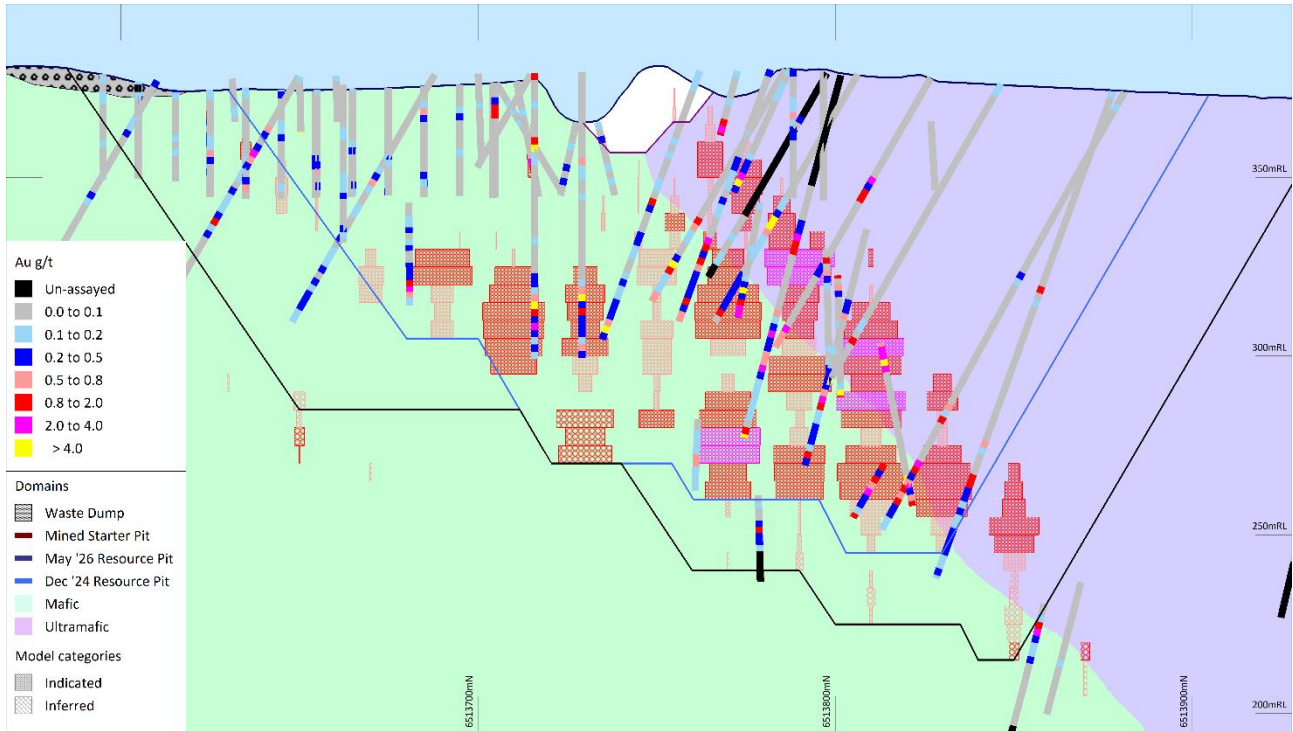 350mRL
Au g/t
Un-assayed
0.0 to 0.1
0.1 to 0.2
300mRL
0.2 to 0.5
0.5 to 0.8
0.8 to 2.0
2.0 to 4.0
> 4.0
Domains
Waste Dump
250mRL
Mined Starter Pit
May '26 Resource Pit
Dec '24 Resource Pit
Mafic
Ultramafic
Model categories
Indicated
Inferred
6513700mN
6513800mN
6513900mN
200mRL